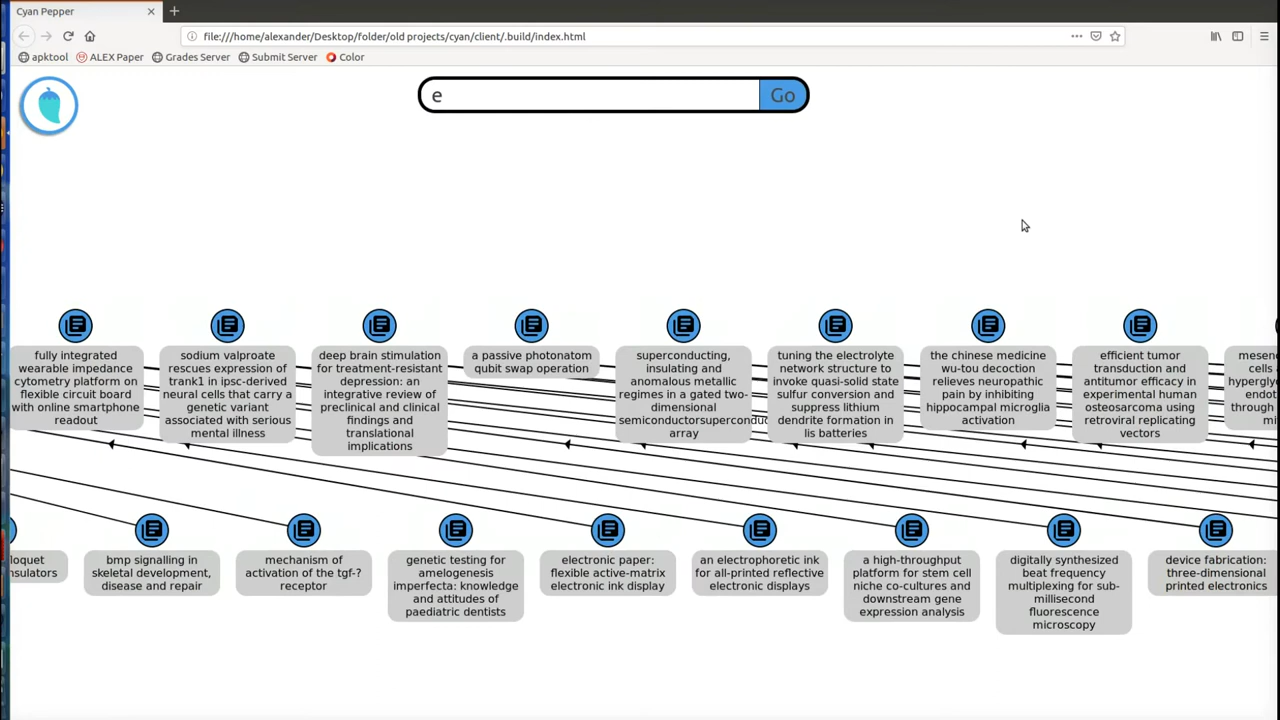 Cyan Pepper
file:///home/alexander/Desktop/folder/old projects/cyan/client/.build/index.html
apktool
ALEX Paper
Grades Server
Submit Server
Color
e
Go
fully integrated
wearable impedance
cytometry platform on
flexible circuit board
with online smartphone
readout
sodium valproate
rescues expression of
trank1 in ipsc-derived
neural cells that carry a
genetic variant
associated with serious
mental illness
deep brain stimulation
for treatment-resistant
depression: an
integrative review of
preclinical and clinical
findings and
translational
implications
a passive photonatom
qubit swap operation
superconducting,
insulating and
anomalous metallic
regimes in a gated two-
dimensional
semiconductorsupercondu
array
tuning the electrolyte
network structure to
invoke quasi-solid state
sulfur conversion and
suppress lithium
dendrite formation in
lis batteries
the chinese medicine
wu-tou decoction
relieves neuropathic
pain by inhibiting
hippocampal microglia
activation
efficient tumor
transduction and
antitumor efficacy in
experimental human
osteosarcoma using
retroviral replicating
vectors
mesen
cells
hyperglyc
endot
through
mi
loquet
nsulators
bmp signalling in
skeletal development,
disease and repair
mechanism of
activation of the tgf-?
receptor
genetic testing for
amelogenesis
imperfecta: knowledge
and attitudes of
paediatric dentists
electronic paper:
flexible active-matrix
electronic ink display
an electrophoretic ink
for all-printed reflective
electronic displays
a high-throughput
platform for stem cell
niche co-cultures and
downstream gene
expression analysis
digitally synthesized
beat frequency
multiplexing for sub-
millisecond
fluorescence
microscopy
device fabrication:
three-dimensional
printed electronics